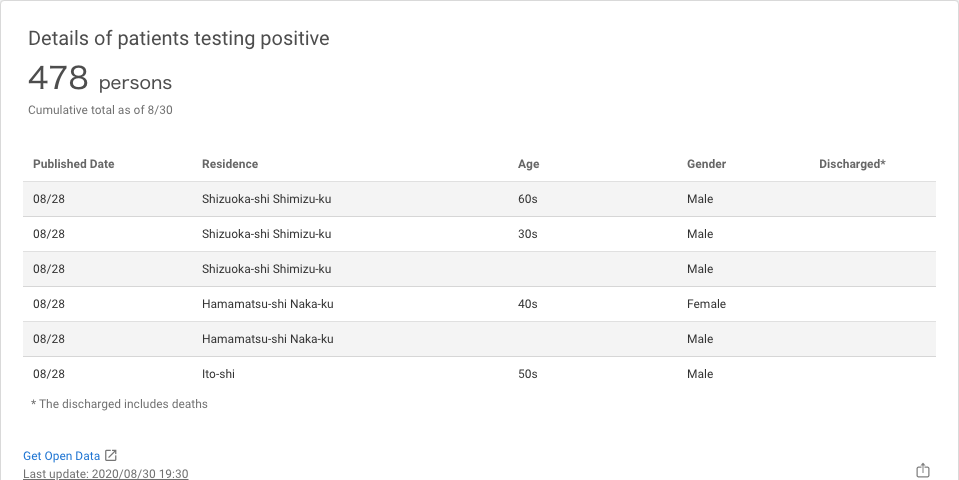 Details of patients testing positive
478 persons
Cumulative total as of 8/30
Published Date Residence Age Gender Discharged*
08/28 Shizuoka-shi Shimizu-ku 60s Male
08/28 Shizuoka-shi Shimizu-ku 30s Male
08/28 Shizuoka-shi Shimizu-ku Male
08/28 Hamamatsu-shi Naka-ku 40s Female
08/28 Hamamatsu-shi Naka-ku Male
08/28 Ito-shi 50s Male
* The discharged includes deaths
Get Open Data
Last update: 2020/08/30 19:30